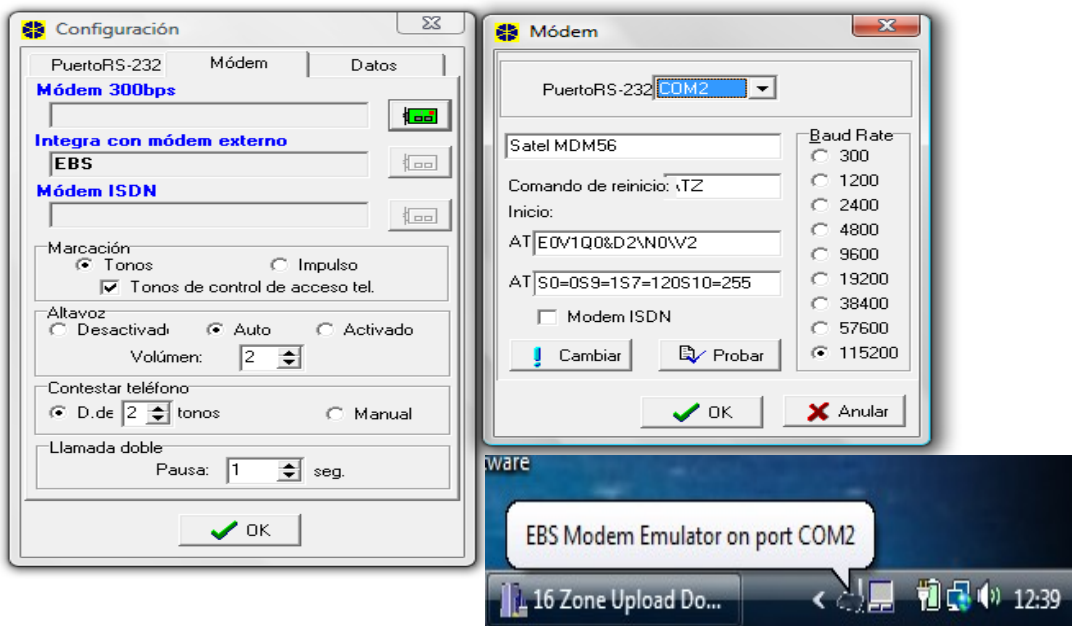 Configuración
PuertoRS-232 Módem Datos
Módem 300bps
Integra con módem externo
EBS
Módem ISDN
Marcación
Tonos Impulso
Tonos de control de acceso tel.
Altavoz
Desactivad Auto Activado
Volúmen: 2
Contestar teléfono
D.de 2 tonos Manual
Llamada doble
Pausa: 1 seg.
OK
Módem
PuertoRS-232 COM2
Satel MDM56
Comando de reinicio: ATZ
Inicio:
AT E0V1Q0&D2\N0\V2
AT S0=0S9=1S7=120S10=255
Modem ISDN
Cambiar Probar
Baud Rate
300
1200
2400
4800
9600
19200
38400
57600
115200
OK Anular
tware
EBS Modem Emulator on port COM2
16 Zone Upload Do... 12:39